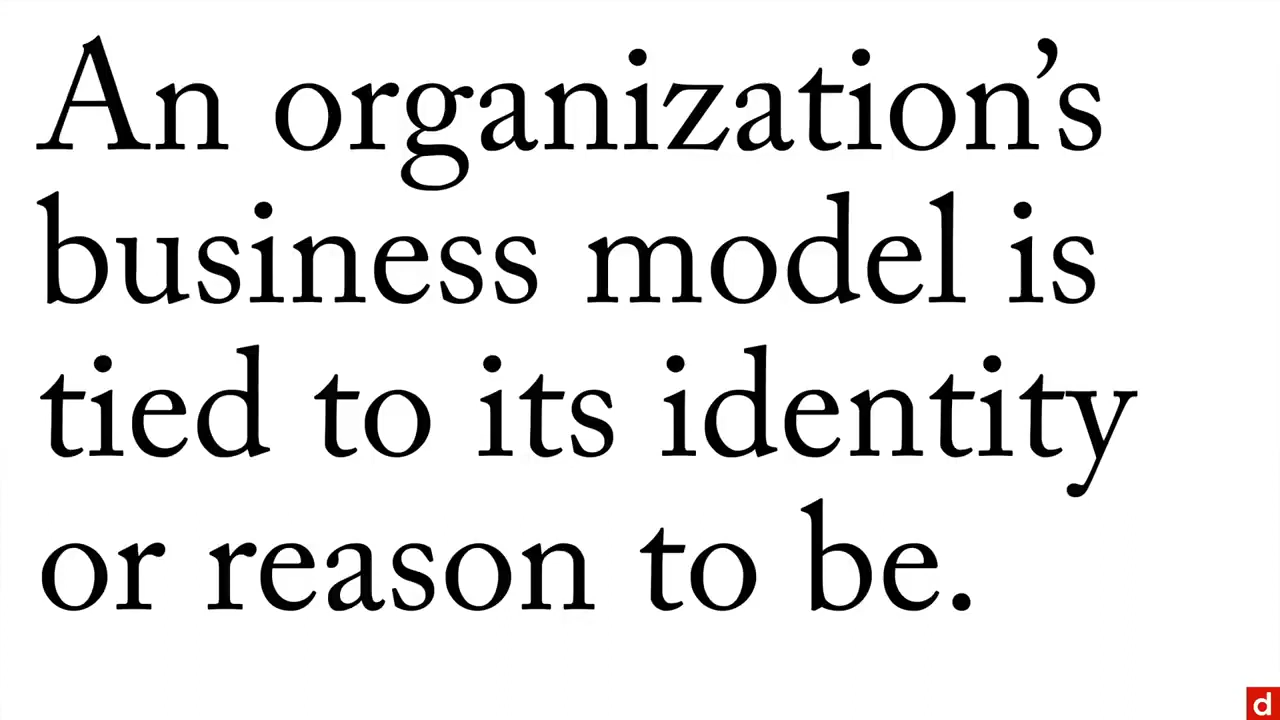 An organization’s
business model is
tied to its identity
or reason to be.
d